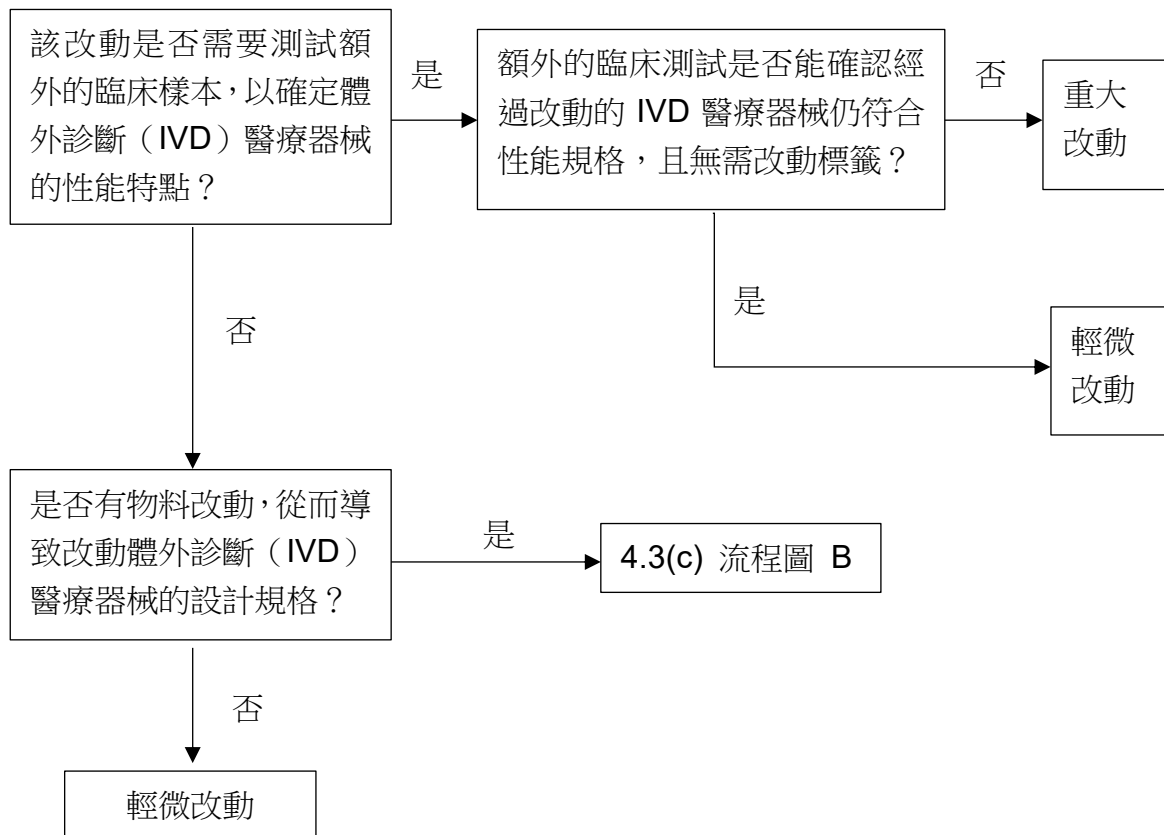 該改動是否需要測試額
外的臨床樣本，以確定體
外診斷（IVD）醫療器械
的性能特點？
是
額外的臨床測試是否能確認經
過改動的 IVD 醫療器械仍符合
性能規格，且無需改動標籤？
否
重大
改動
是
輕微
改動
否
是否有物料改動，從而導
致改動體外診斷（IVD）
醫療器械的設計規格？
是
4.3(c) 流程圖 B
否
輕微改動